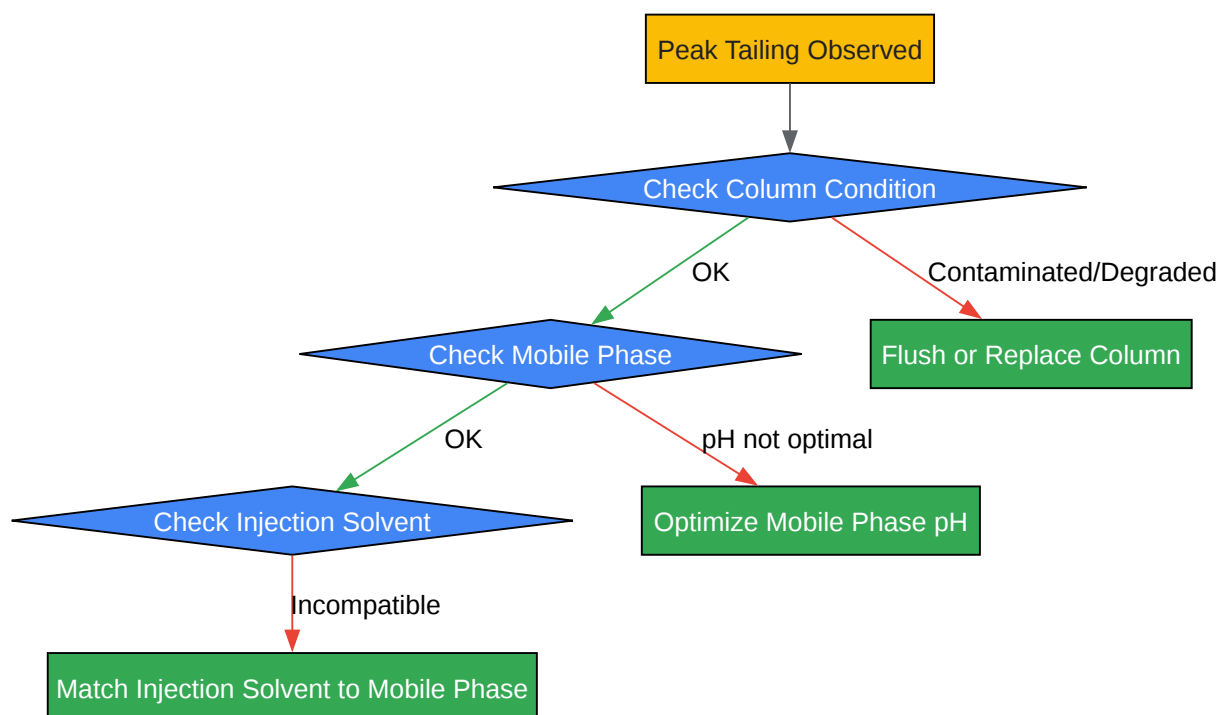 Peak Tailing Observed
Check Column Condition
OK
Contaminated/Degraded
Check Mobile Phase
Flush or Replace Column
OK
pH not optimal
Check Injection Solvent
Optimize Mobile Phase pH
Incompatible
Match Injection Solvent to Mobile Phase